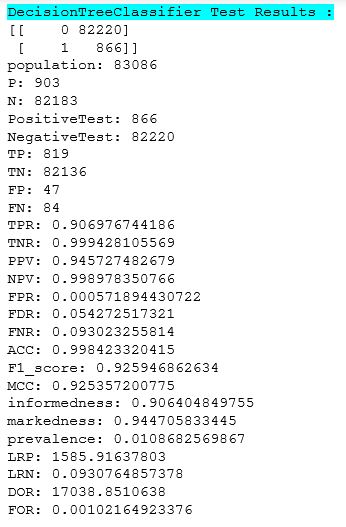 DecisionTreeClassifier Test Results :
[[    0 82220]
 [    1   866]]
population: 83086
P: 903
N: 82183
PositiveTest: 866
NegativeTest: 82220
TP: 819
TN: 82136
FP: 47
FN: 84
TPR: 0.906976744186
TNR: 0.999428105569
PPV: 0.945727482679
NPV: 0.998978350766
FPR: 0.000571894430722
FDR: 0.054272517321
FNR: 0.093023255814
ACC: 0.998423320415
F1_score: 0.925946862634
MCC: 0.925357200775
informedness: 0.906404849755
markedness: 0.944705833445
prevalence: 0.0108682569867
LRP: 1585.91637803
LRN: 0.0930764857378
DOR: 17038.8510638
FOR: 0.00102164923376